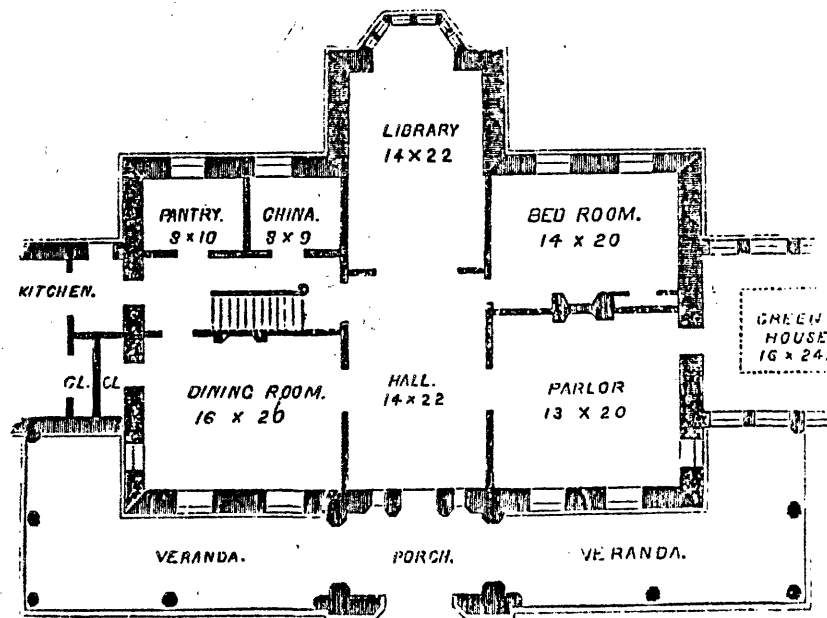 LIBRARY
14 × 22
PANTRY.
8 × 10
CHINA.
8 × 9
BED ROOM.
14 × 20
KITCHEN.
GREEN
HOUSE
16 × 24.
CL. CL
DINING ROOM.
16 × 26
HALL.
14 × 22
PARLOR
13 × 20
VERANDA.
PORCH.
VERANDA.